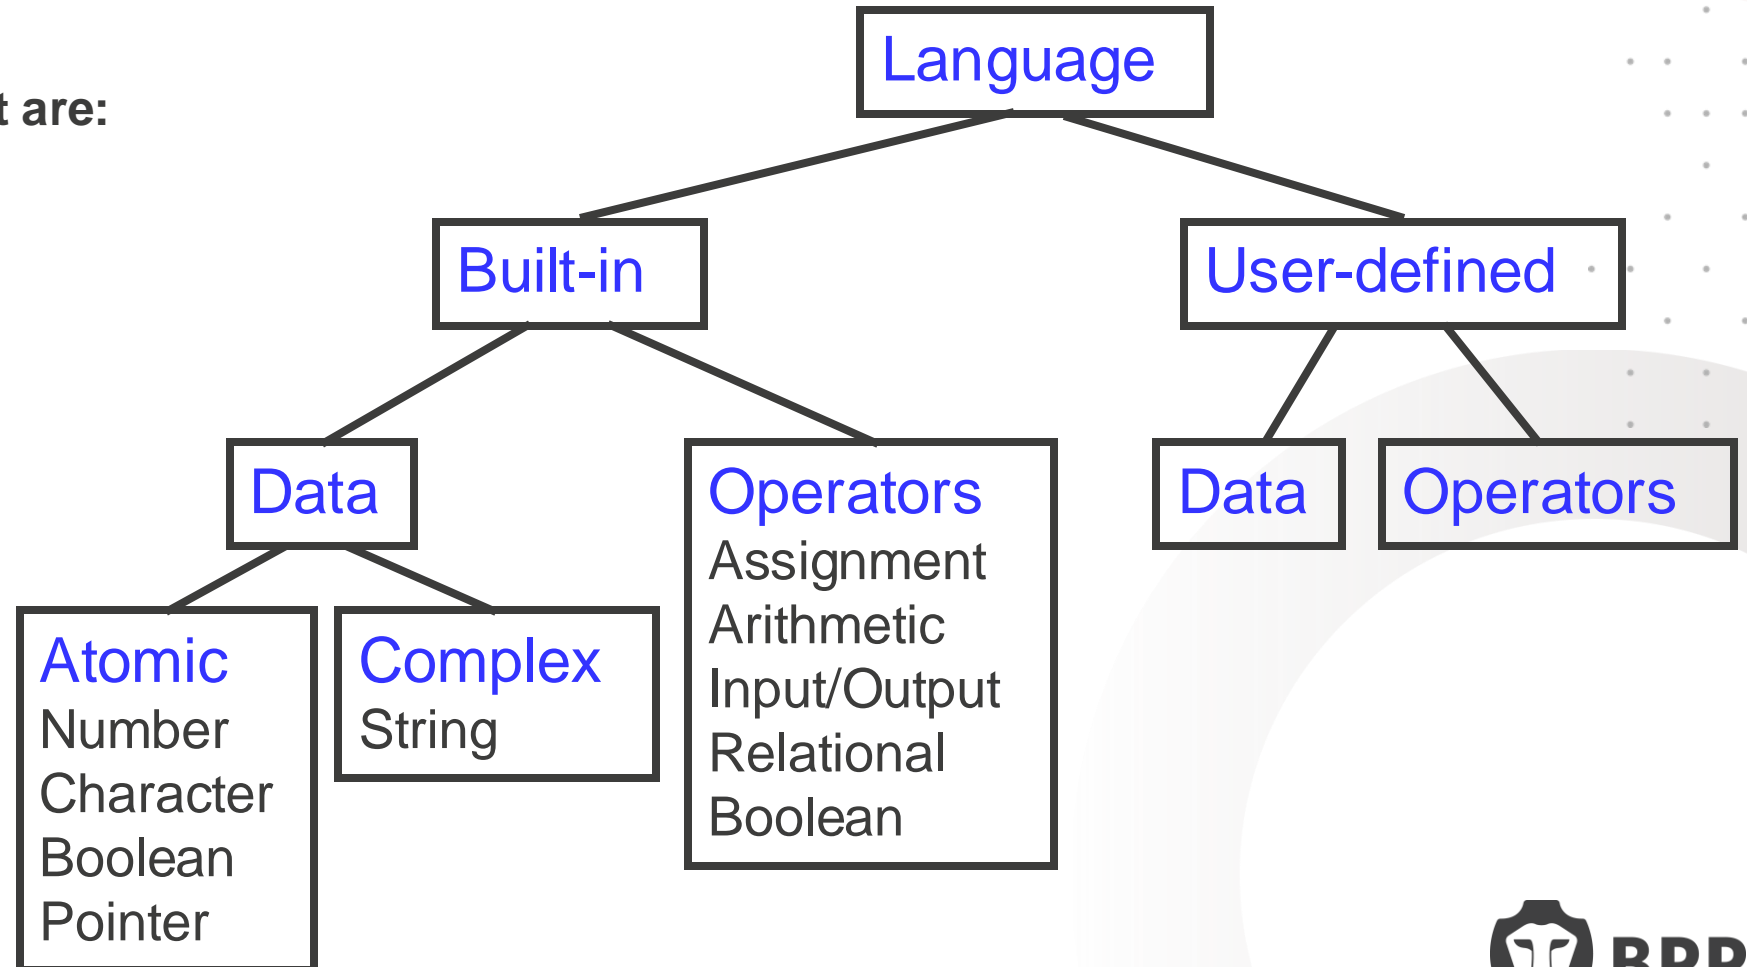 Language
t are:
Built-in
User-defined
Data
Operators
Assignment
Arithmetic
Input/Output
Relational
Boolean
Data
Operators
Atomic
Number
Character
Boolean
Pointer
Complex
String
BPP